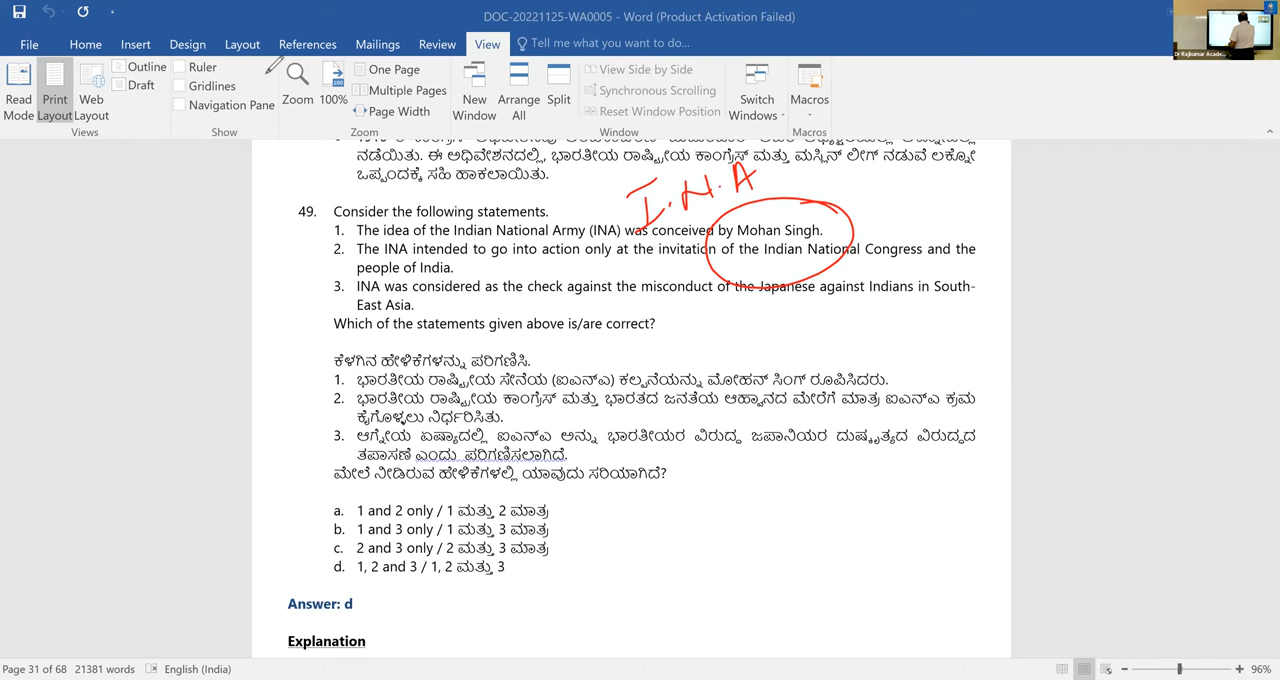 DOC-20221125-WA0005 - Word (Product Activation Failed)
File Home Insert Design Layout References Mailings Review View Tell me what you want to do...
Read Mode
Print Layout
Web Layout
Outline
Draft
Views
Ruler
Gridlines
Navigation Pane
Show
Zoom
100%
One Page
Multiple Pages
Page Width
Zoom
New Window
Arrange All
Split
View Side by Side
Synchronous Scrolling
Reset Window Position
Window
Switch Windows
Macros
Macros
Dr Rajkumar Acade...
ನಡೆಯಿತು. ಈ ಅಧಿವೇಶನದಲ್ಲಿ, ಭಾರತೀಯ ರಾಷ್ಟ್ರೀಯ ಕಾಂಗ್ರೆಸ್ ಮತ್ತು ಮುಸ್ಲಿನ್ ಲೀಗ್ ನಡುವೆ ಲಕ್ನೋ
ಒಪ್ಪಂದಕ್ಕೆ ಸಹಿ ಹಾಕಲಾಯಿತು.
I.N.A
49. Consider the following statements.
1. The idea of the Indian National Army (INA) was conceived by Mohan Singh.
2. The INA intended to go into action only at the invitation of the Indian National Congress and the
people of India.
3. INA was considered as the check against the misconduct of the Japanese against Indians in South-
East Asia.
Which of the statements given above is/are correct?
ಕೆಳಗಿನ ಹೇಳಿಕೆಗಳನ್ನು ಪರಿಗಣಿಸಿ.
1. ಭಾರತೀಯ ರಾಷ್ಟ್ರೀಯ ಸೇನೆಯ (ಐಎನ್ಎ) ಕಲ್ಪನೆಯನ್ನು ಮೋಹನ್ ಸಿಂಗ್ ರೂಪಿಸಿದರು.
2. ಭಾರತೀಯ ರಾಷ್ಟ್ರೀಯ ಕಾಂಗ್ರೆಸ್ ಮತ್ತು ಭಾರತದ ಜನತೆಯ ಆಹ್ವಾನದ ಮೇರೆಗೆ ಮಾತ್ರ ಐಎನ್ಎ ಕ್ರಮ
ಕೈಗೊಳ್ಳಲು ನಿರ್ಧರಿಸಿತು.
3. ಆಗ್ನೇಯ ಏಷ್ಯಾದಲ್ಲಿ ಐಎನ್ಎ ಅನ್ನು ಭಾರತೀಯರ ವಿರುದ್ಧ ಜಪಾನಿಯರ ದುಷ್ಕೃತ್ಯದ ವಿರುದ್ಧದ
ತಪಾಸಣೆ ಎಂದು ಪರಿಗಣಿಸಲಾಗಿದೆ.
ಮೇಲೆ ನೀಡಿರುವ ಹೇಳಿಕೆಗಳಲ್ಲಿ ಯಾವುದು ಸರಿಯಾಗಿದೆ?
a. 1 and 2 only / 1 ಮತ್ತು 2 ಮಾತ್ರ
b. 1 and 3 only / 1 ಮತ್ತು 3 ಮಾತ್ರ
c. 2 and 3 only / 2 ಮತ್ತು 3 ಮಾತ್ರ
d. 1, 2 and 3 / 1, 2 ಮತ್ತು 3
Answer: d
Explanation
Page 31 of 68 21381 words English (India) 96%